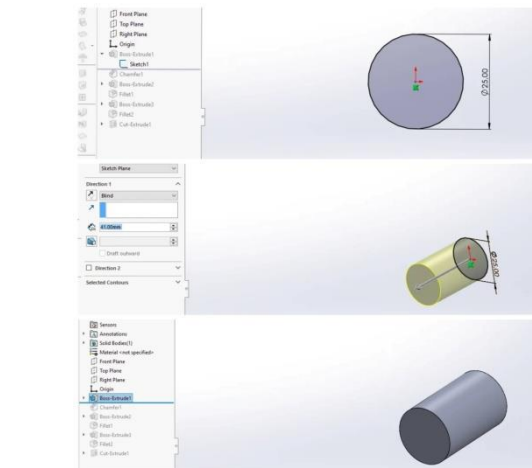 Front Plane
Top Plane
Right Plane
Origin
Boss-Extrude1
Sketch1
Chamfer1
Boss-Extrude2
Fillet1
Boss-Extrude3
Fillet2
Cut-Extrude1
Ø25.00
Sketch Plane
Direction 1
Blind
41.00mm
Draft outward
Direction 2
Selected Contours
Ø25.00
Sensors
Annotations
Solid Bodies(1)
Material <not specified>
Front Plane
Top Plane
Right Plane
Origin
Boss-Extrude1
Chamfer1
Boss-Extrude2
Fillet1
Boss-Extrude3
Fillet2
Cut-Extrude1